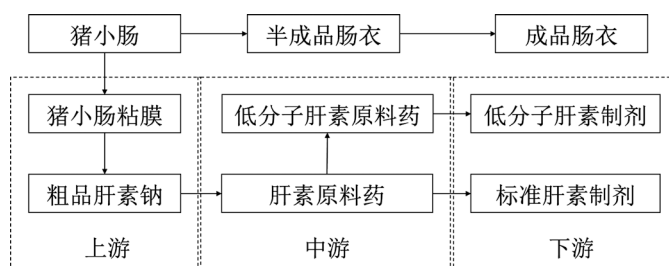 猪小肠
半成品肠衣
成品肠衣
猪小肠粘膜
低分子肝素原料药
低分子肝素制剂
粗品肝素钠
肝素原料药
标准肝素制剂
上游
中游
下游